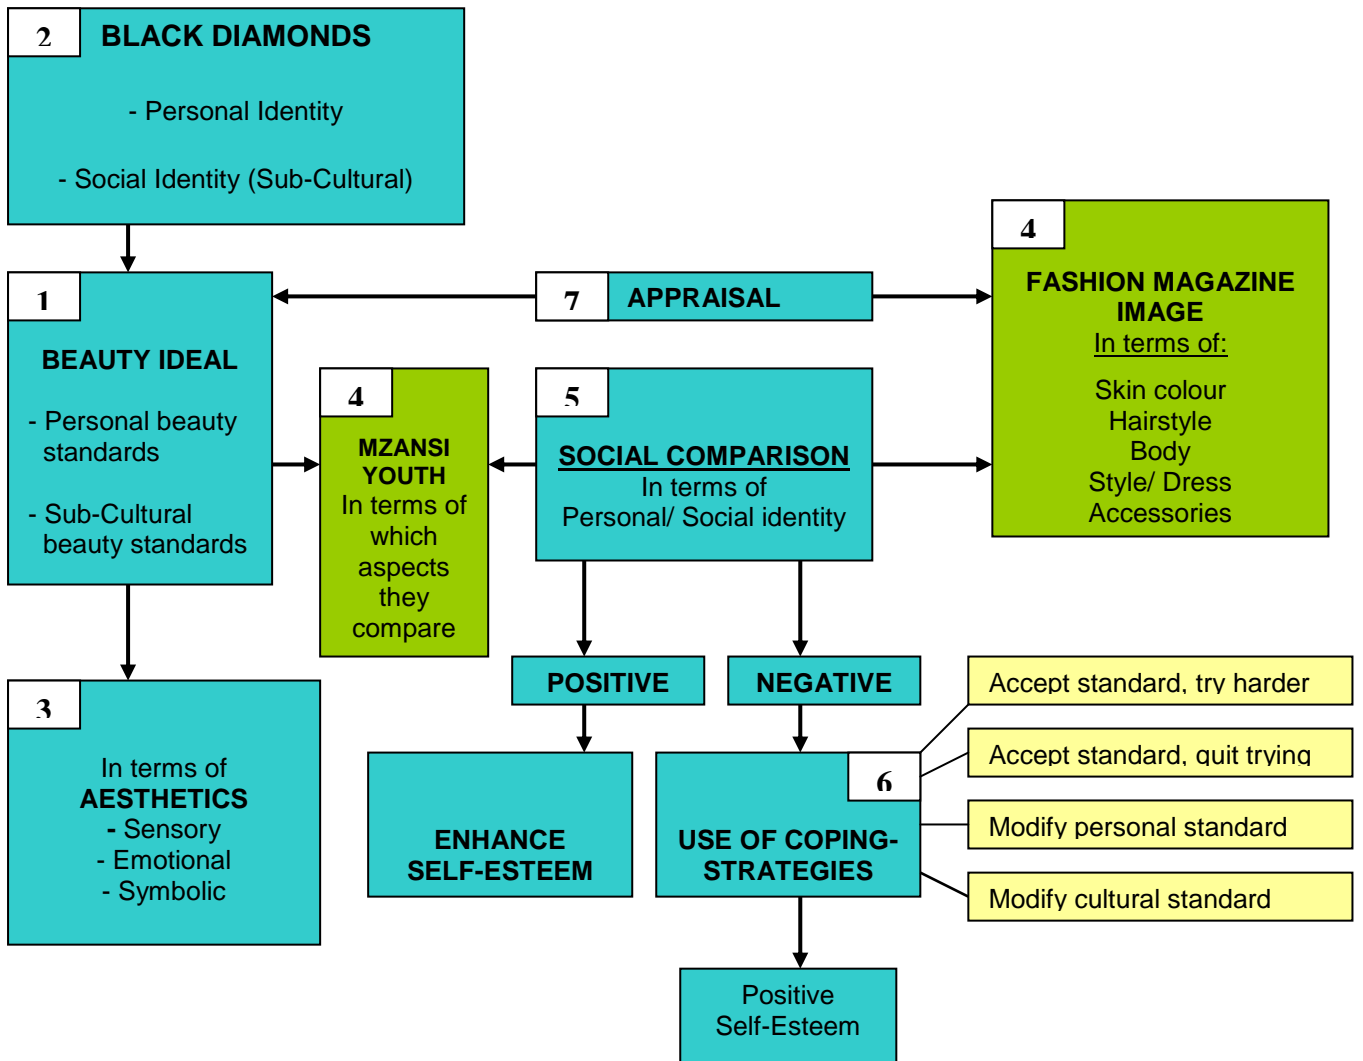 2
BLACK DIAMONDS
- Personal Identity
- Social Identity (Sub-Cultural)
1
BEAUTY IDEAL
- Personal beauty
standards
- Sub-Cultural
beauty standards
3
In terms of
AESTHETICS
- Sensory
- Emotional
- Symbolic
7
APPRAISAL
4
MZANSI
YOUTH
In terms of
which
aspects
they
compare
5
SOCIAL COMPARISON
In terms of
Personal/ Social identity
4
FASHION MAGAZINE
IMAGE
In terms of:
Skin colour
Hairstyle
Body
Style/ Dress
Accessories
POSITIVE
NEGATIVE
ENHANCE
SELF-ESTEEM
6
USE OF COPING-
STRATEGIES
Accept standard, try harder
Accept standard, quit trying
Modify personal standard
Modify cultural standard
Positive
Self-Esteem